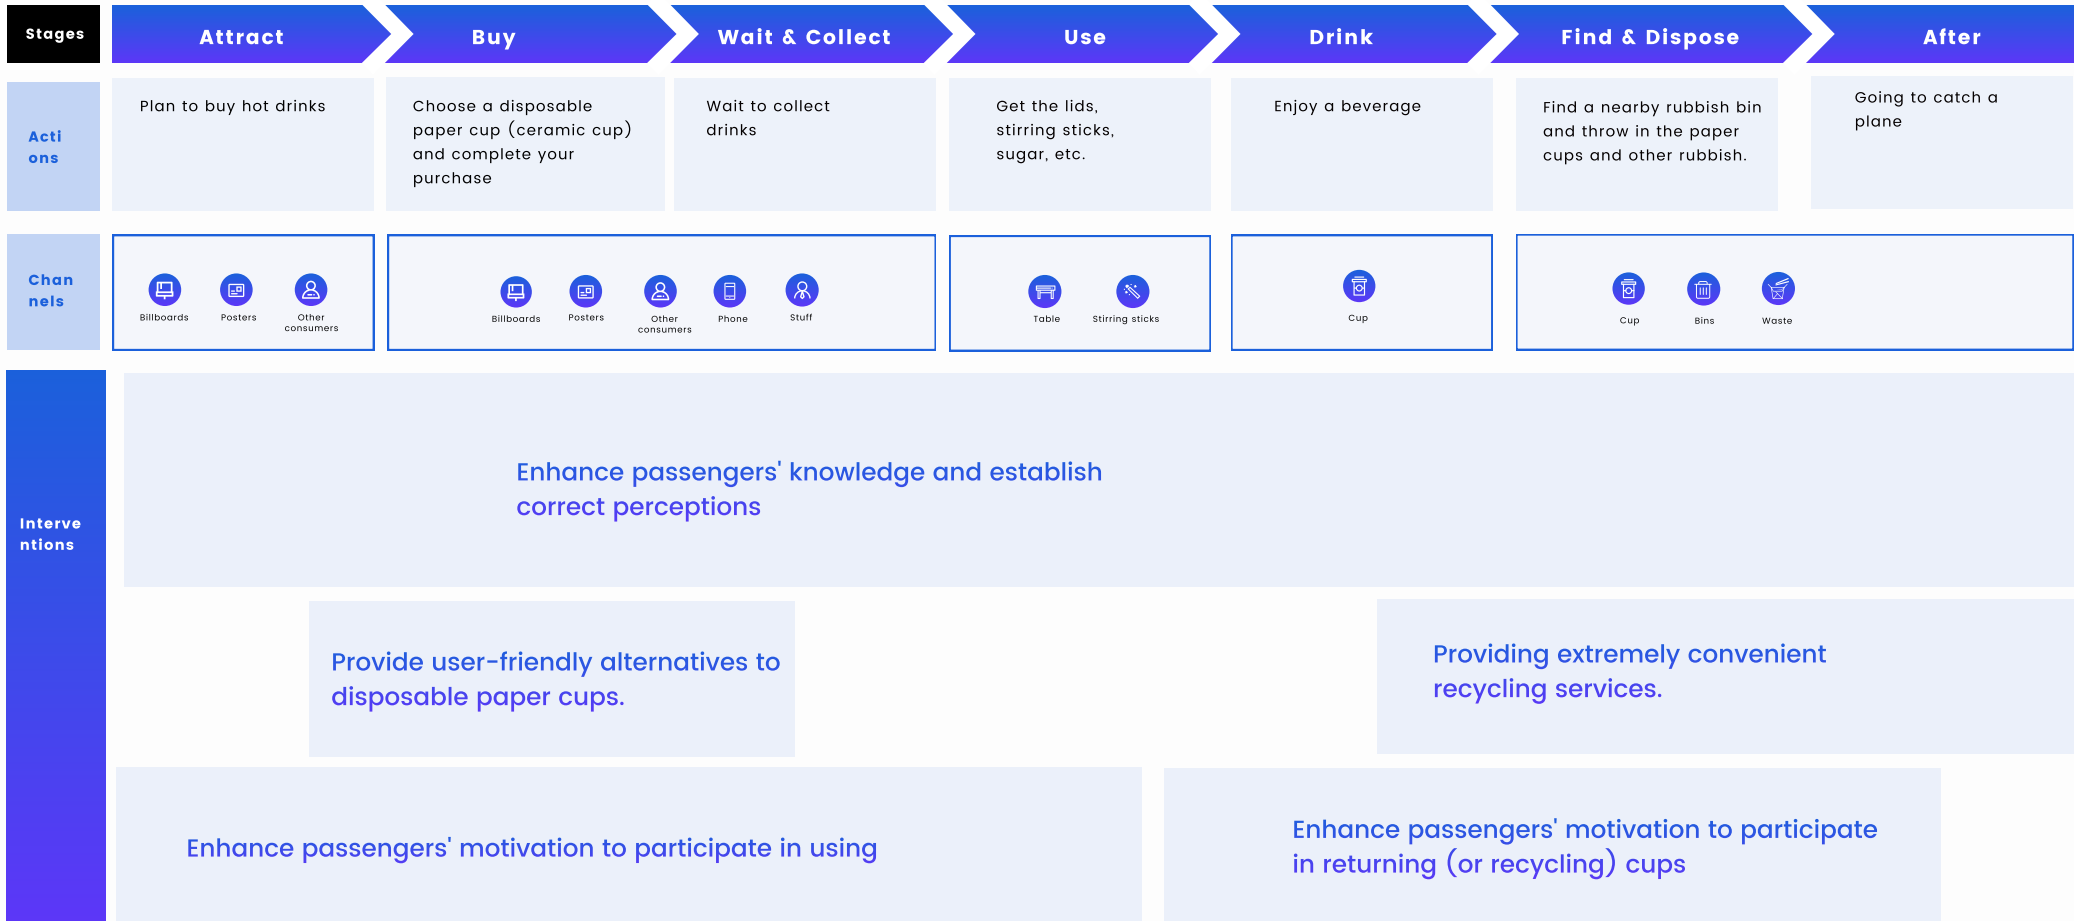 Stages
Attract
Buy
Wait & Collect
Use
Drink
Find & Dispose
After
Acti
ons
Plan to buy hot drinks
Choose a disposable
paper cup (ceramic cup)
and complete your
purchase
Wait to collect
drinks
Get the lids,
stirring sticks,
sugar, etc.
Enjoy a beverage
Find a nearby rubbish bin
and throw in the paper
cups and other rubbish.
Going to catch a
plane
Chan
nels
Billboards
Posters
Other
consumers
Billboards
Posters
Other
consumers
Phone
Stuff
Table
Stirring sticks
Cup
Cup
Bins
Waste
Interve
ntions
Enhance passengers' knowledge and establish
correct perceptions
Provide user-friendly alternatives to
disposable paper cups.
Providing extremely convenient
recycling services.
Enhance passengers' motivation to participate in using
Enhance passengers' motivation to participate
in returning (or recycling) cups